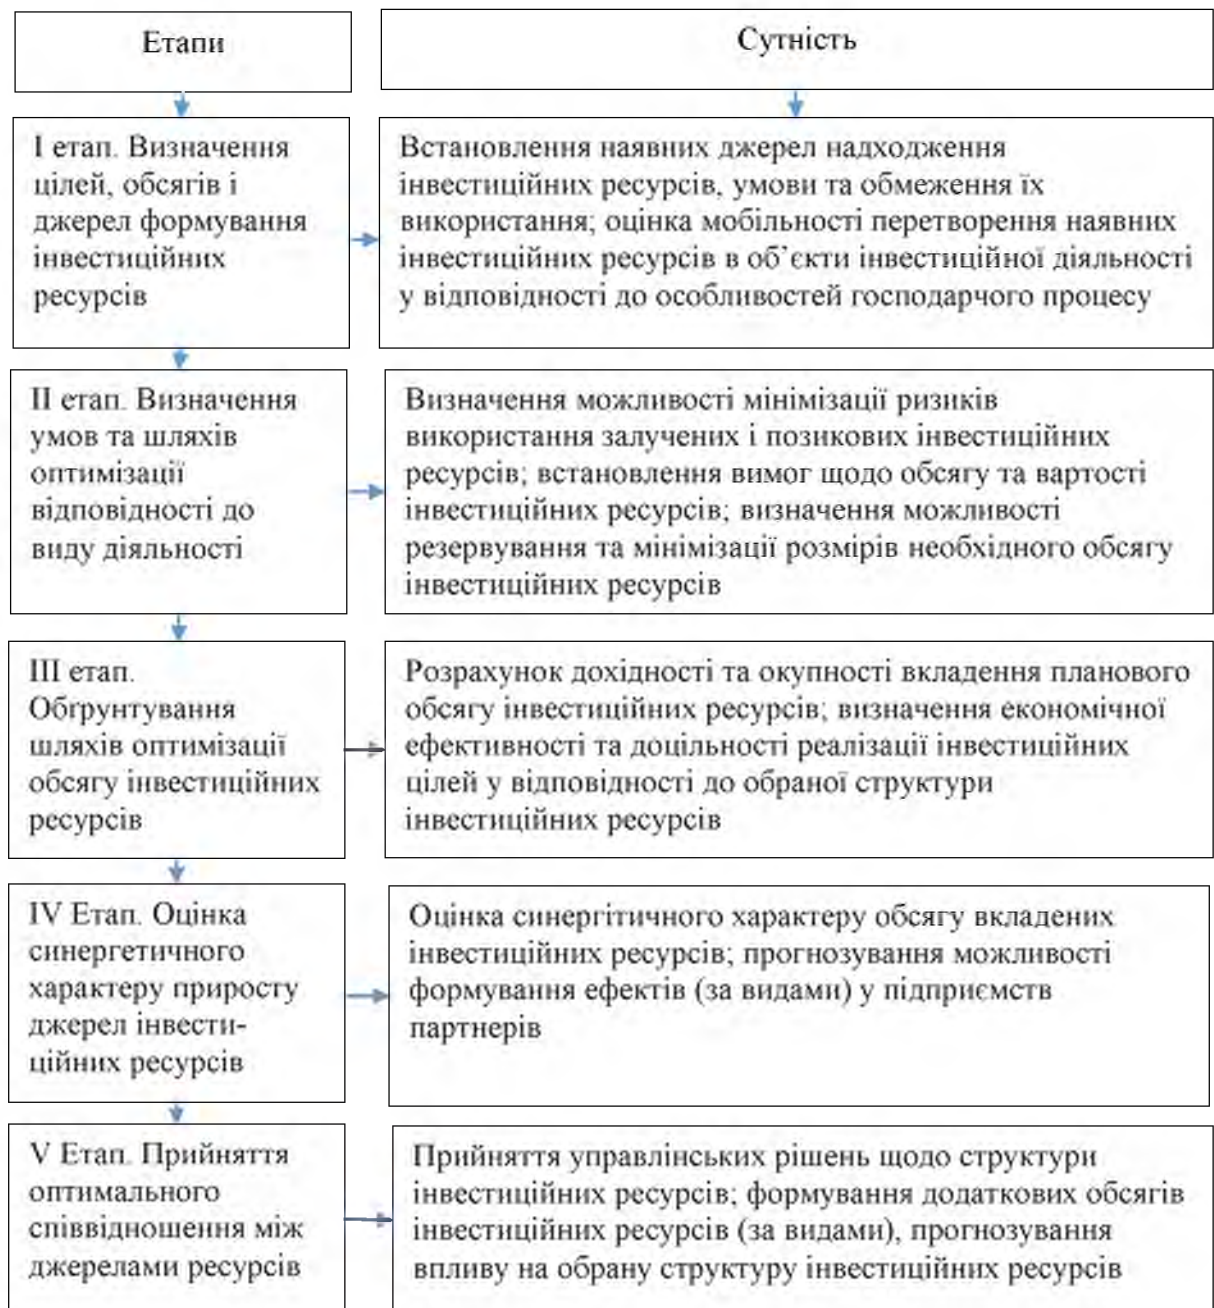 Етапи
Сутність
І етап. Визначення
цілей, обсягів і
джерел формування
інвестиційних
ресурсів
Встановлення наявних джерел надходження
інвестиційних ресурсів, умови та обмеження їх
використання; оцінка мобільності перетворення наявних
інвестиційних ресурсів в об’єкти інвестиційної діяльності
у відповідності до особливостей господарчого процесу
ІІ етап. Визначення
умов та шляхів
оптимізації
відповідності до
виду діяльності
Визначення можливості мінімізації ризиків
використання залучених і позикових інвестиційних
ресурсів; встановлення вимог щодо обсягу та вартості
інвестиційних ресурсів; визначення можливості
резервування та мінімізації розмірів необхідного обсягу
інвестиційних ресурсів
ІІІ етап.
Обґрунтування
шляхів оптимізації
обсягу інвестиційних
ресурсів
Розрахунок дохідності та окупності вкладення планового
обсягу інвестиційних ресурсів; визначення економічної
ефективності та доцільності реалізації інвестиційних
цілей у відповідності до обраної структури
інвестиційних ресурсів
IV Етап. Оцінка
синергетичного
характеру приросту
джерел інвести-
ційних ресурсів
Оцінка синергітичного характеру обсягу вкладених
інвестиційних ресурсів; прогнозування можливості
формування ефектів (за видами) у підприємств
партнерів
V Етап. Прийняття
оптимального
співвідношення між
джерелами ресурсів
Прийняття управлінських рішень щодо структури
інвестиційних ресурсів; формування додаткових обсягів
інвестиційних ресурсів (за видами), прогнозування
впливу на обрану структуру інвестиційних ресурсів